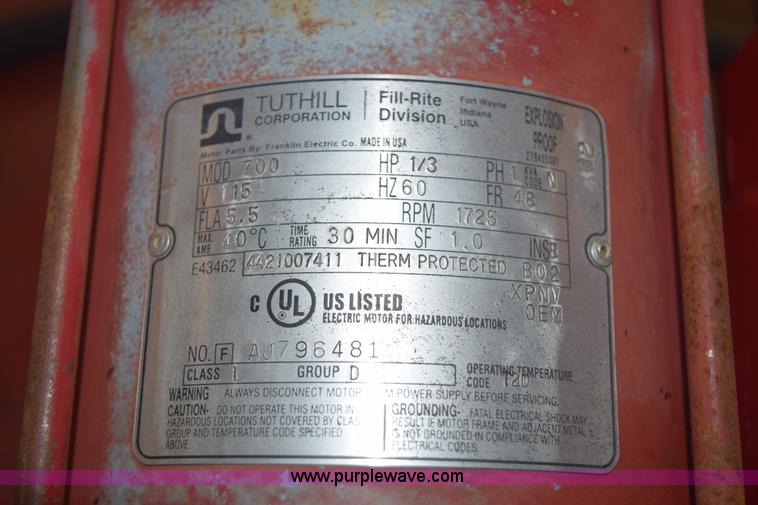 TUTHILL
CORPORATION
Fill-Rite
Division
Fort Wayne
Indiana
USA
EXPLOSION
PROOF
Motor Parts By: Franklin Electric Co. MADE IN USA
MOD 700 HP 1/3 PH 1 KVA CODE N
V 115 HZ 60 FR 48
FLA 5.5 RPM 1725
MAX. AMB 40°C TIME RATING 30 MIN SF 1.0 INSB
E43462 4421007411 THERM PROTECTED B02
XPNV
OEM
C UL US LISTED
ELECTRIC MOTOR FOR HAZARDOUS LOCATIONS
NO. F AJ796481
CLASS I GROUP D OPERATING TEMPERATURE
CODE T2D
WARNING ALWAYS DISCONNECT MOTOR POWER SUPPLY BEFORE SERVICING.
CAUTION- DO NOT OPERATE THIS MOTOR IN
HAZARDOUS LOCATIONS NOT COVERED BY CLASS
GROUP AND TEMPERATURE CODE SPECIFIED
ABOVE.
GROUNDING- FATAL ELECTRICAL SHOCK MAY
RESULT IF MOTOR FRAME AND ADJACENT METAL
IS NOT GROUNDED IN COMPLIANCE WITH
ELECTRICAL CODES.
www.purplewave.com